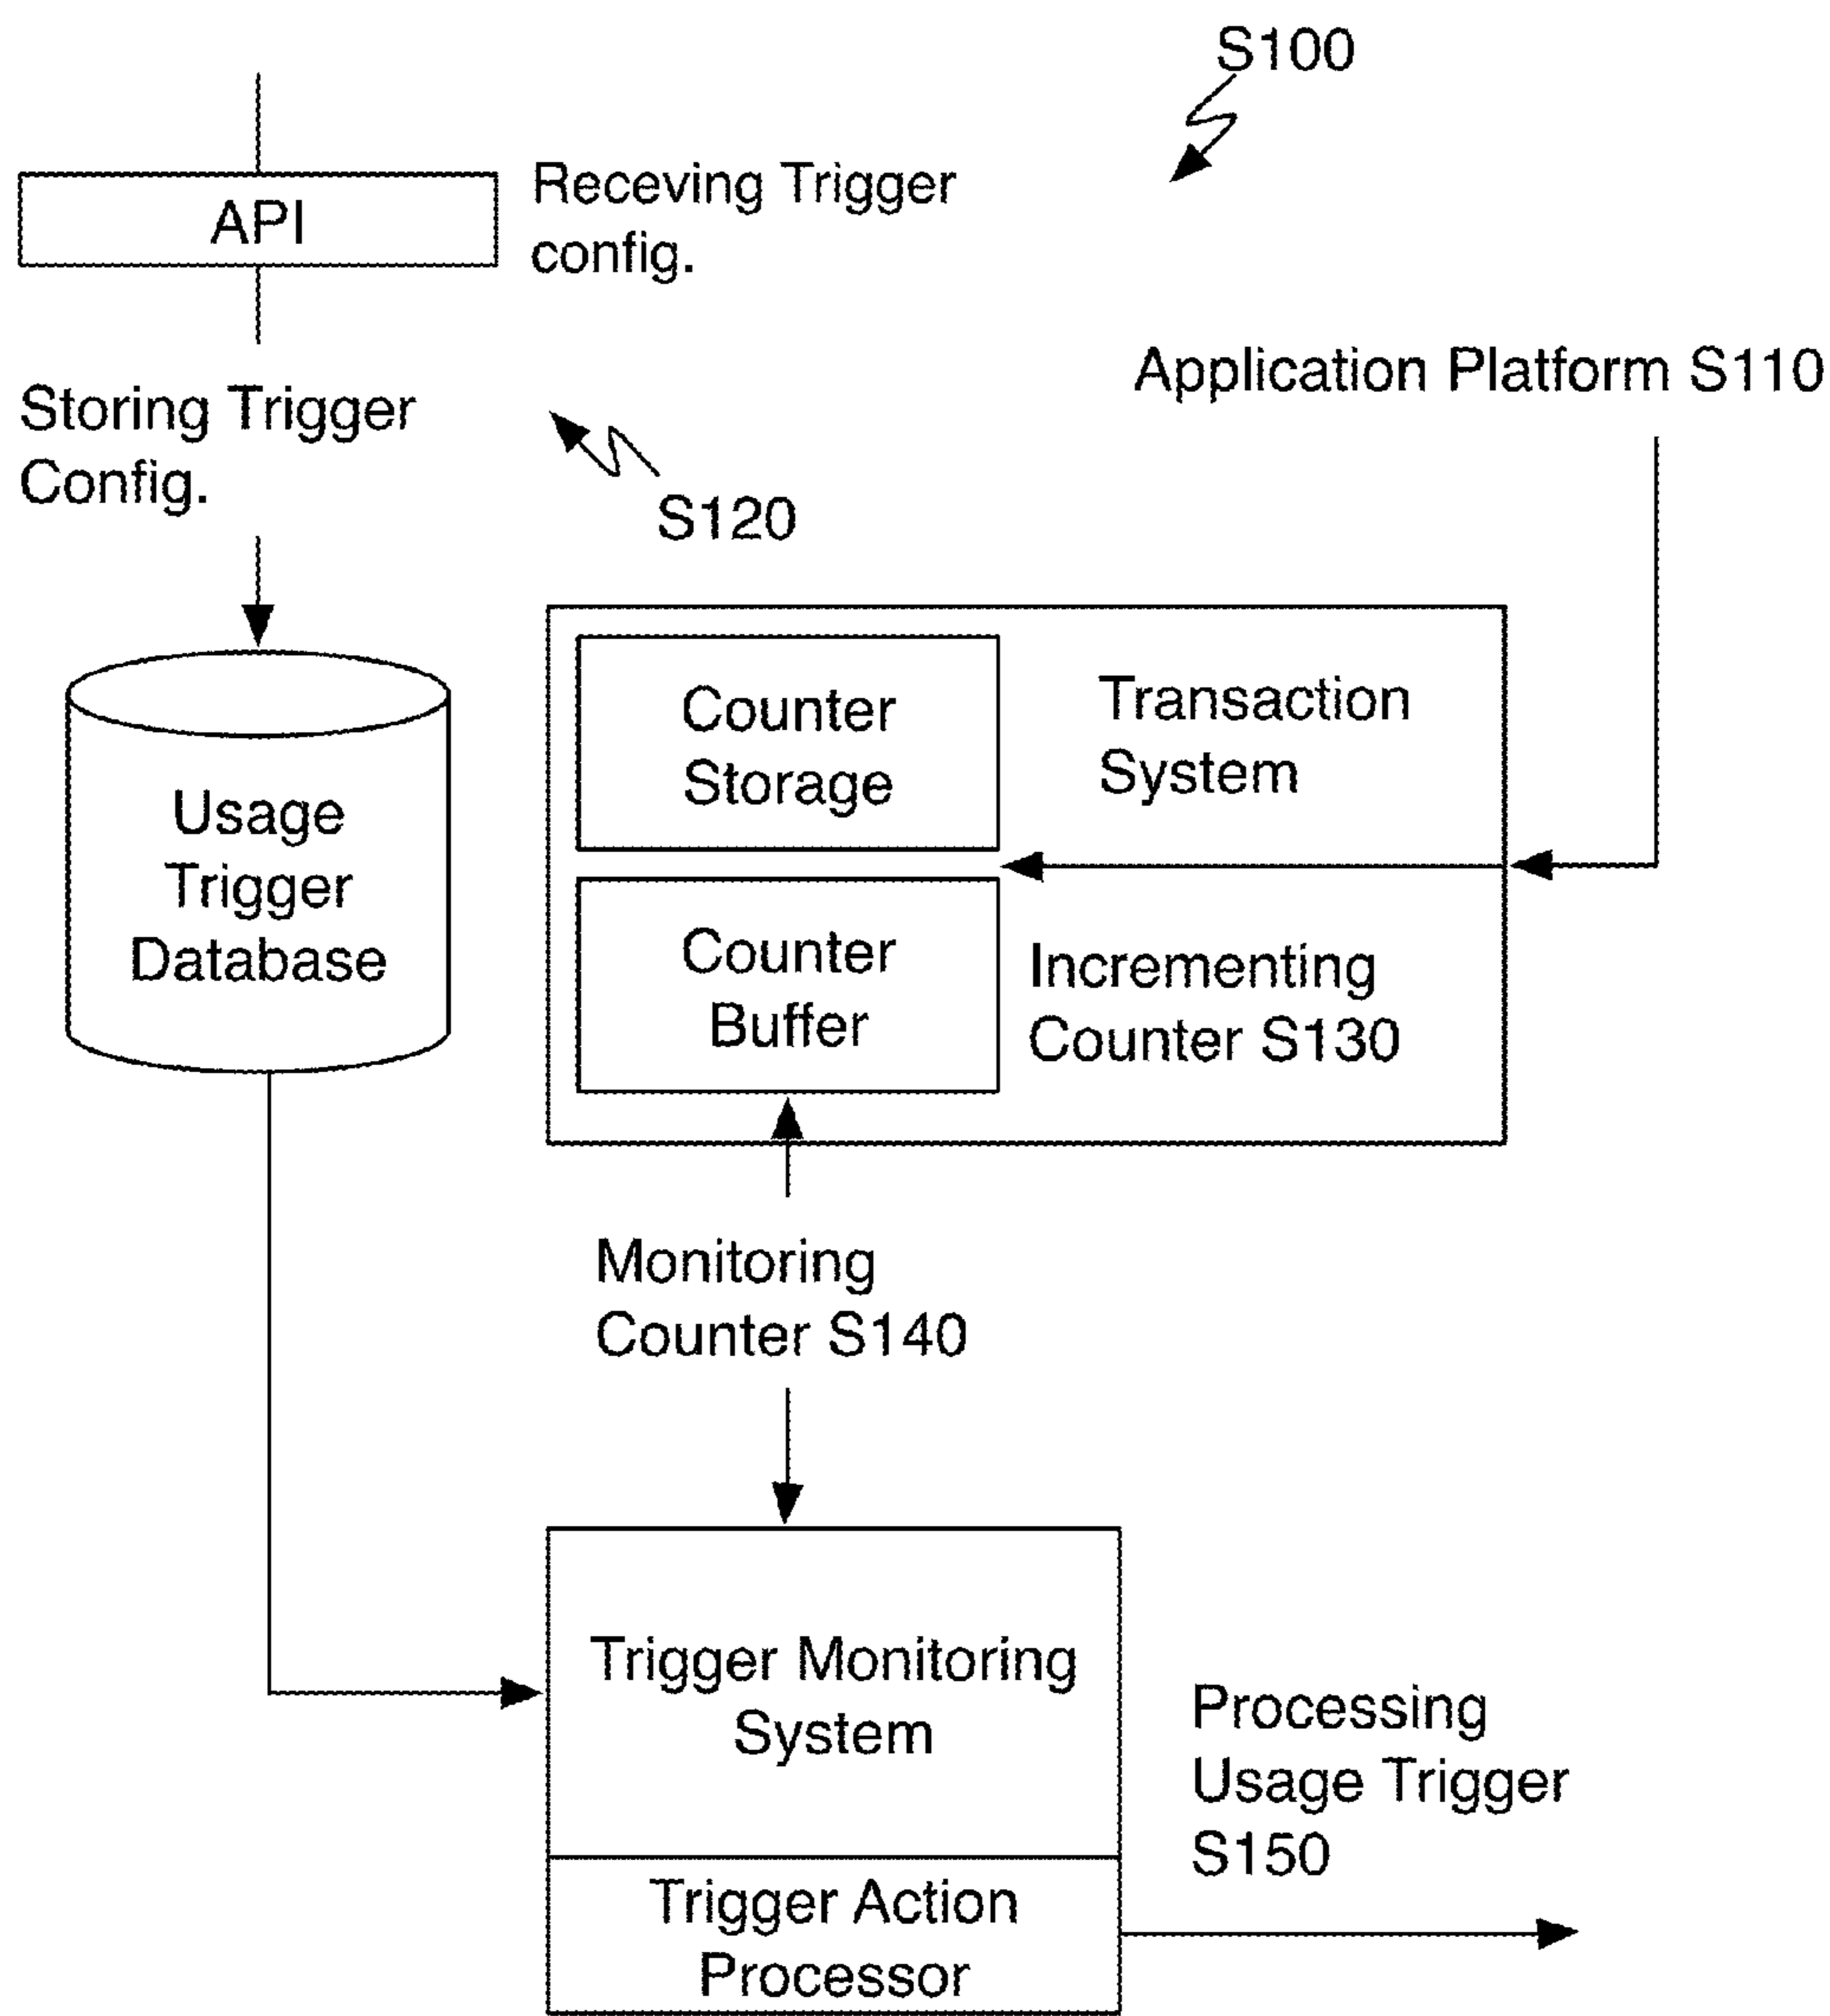 S100
API
Receving Trigger
config.
Application Platform S110
Storing Trigger
Config.
S120
Usage
Trigger
Database
Counter
Storage
Transaction
System
Counter
Buffer
Incrementing
Counter S130
Monitoring
Counter S140
Trigger Monitoring
System
Processing
Usage Trigger
S150
Trigger Action
Processor